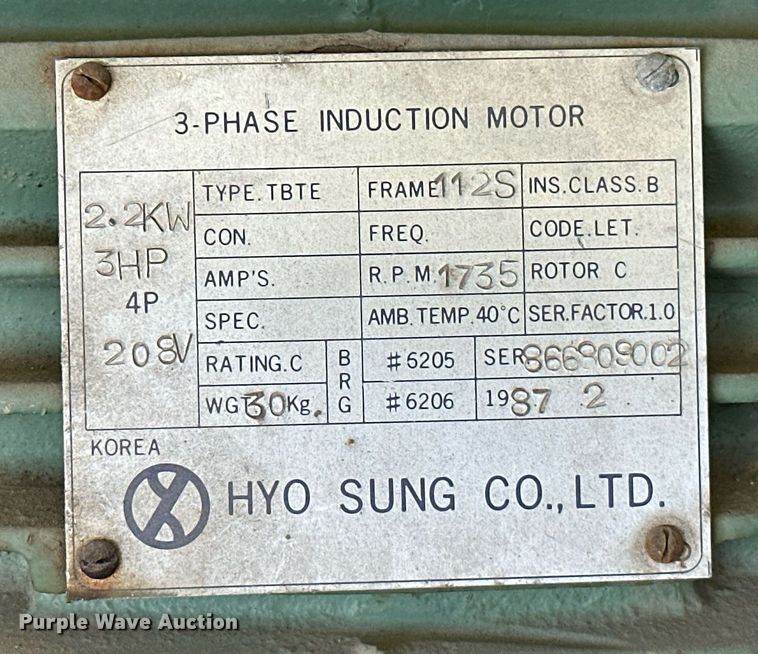 3-PHASE INDUCTION MOTOR
2.2KW
3HP
4P
208V
TYPE. TBTE FRAME 112S INS.CLASS.B
CON. FREQ. CODE.LET.
AMP'S. R.P.M. 1735 ROTOR C
SPEC. AMB. TEMP. 40°C SER.FACTOR.1.0
RATING.C BRG #6205 SER 866909002
WGT 30Kg. #6206 1987 2
KOREA
HYO SUNG CO., LTD.
Purple Wave Auction